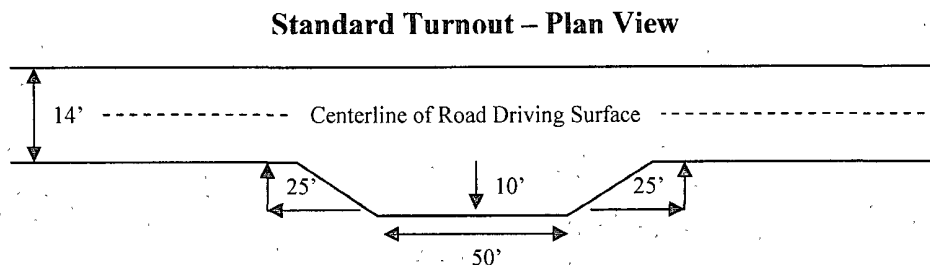 Standard Turnout – Plan View
14’
Centerline of Road Driving Surface
25’
10’
25’
50’